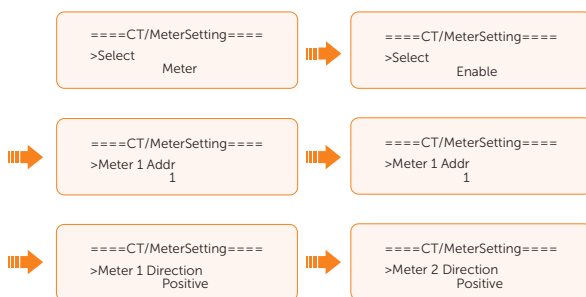 ====CT/MeterSetting====
>Select
Meter
====CT/MeterSetting====
>Select
Enable
====CT/MeterSetting====
>Meter 1 Addr
1
====CT/MeterSetting====
>Meter 1 Addr
1
====CT/MeterSetting====
>Meter 1 Direction
Positive
====CT/MeterSetting====
>Meter 2 Direction
Positive